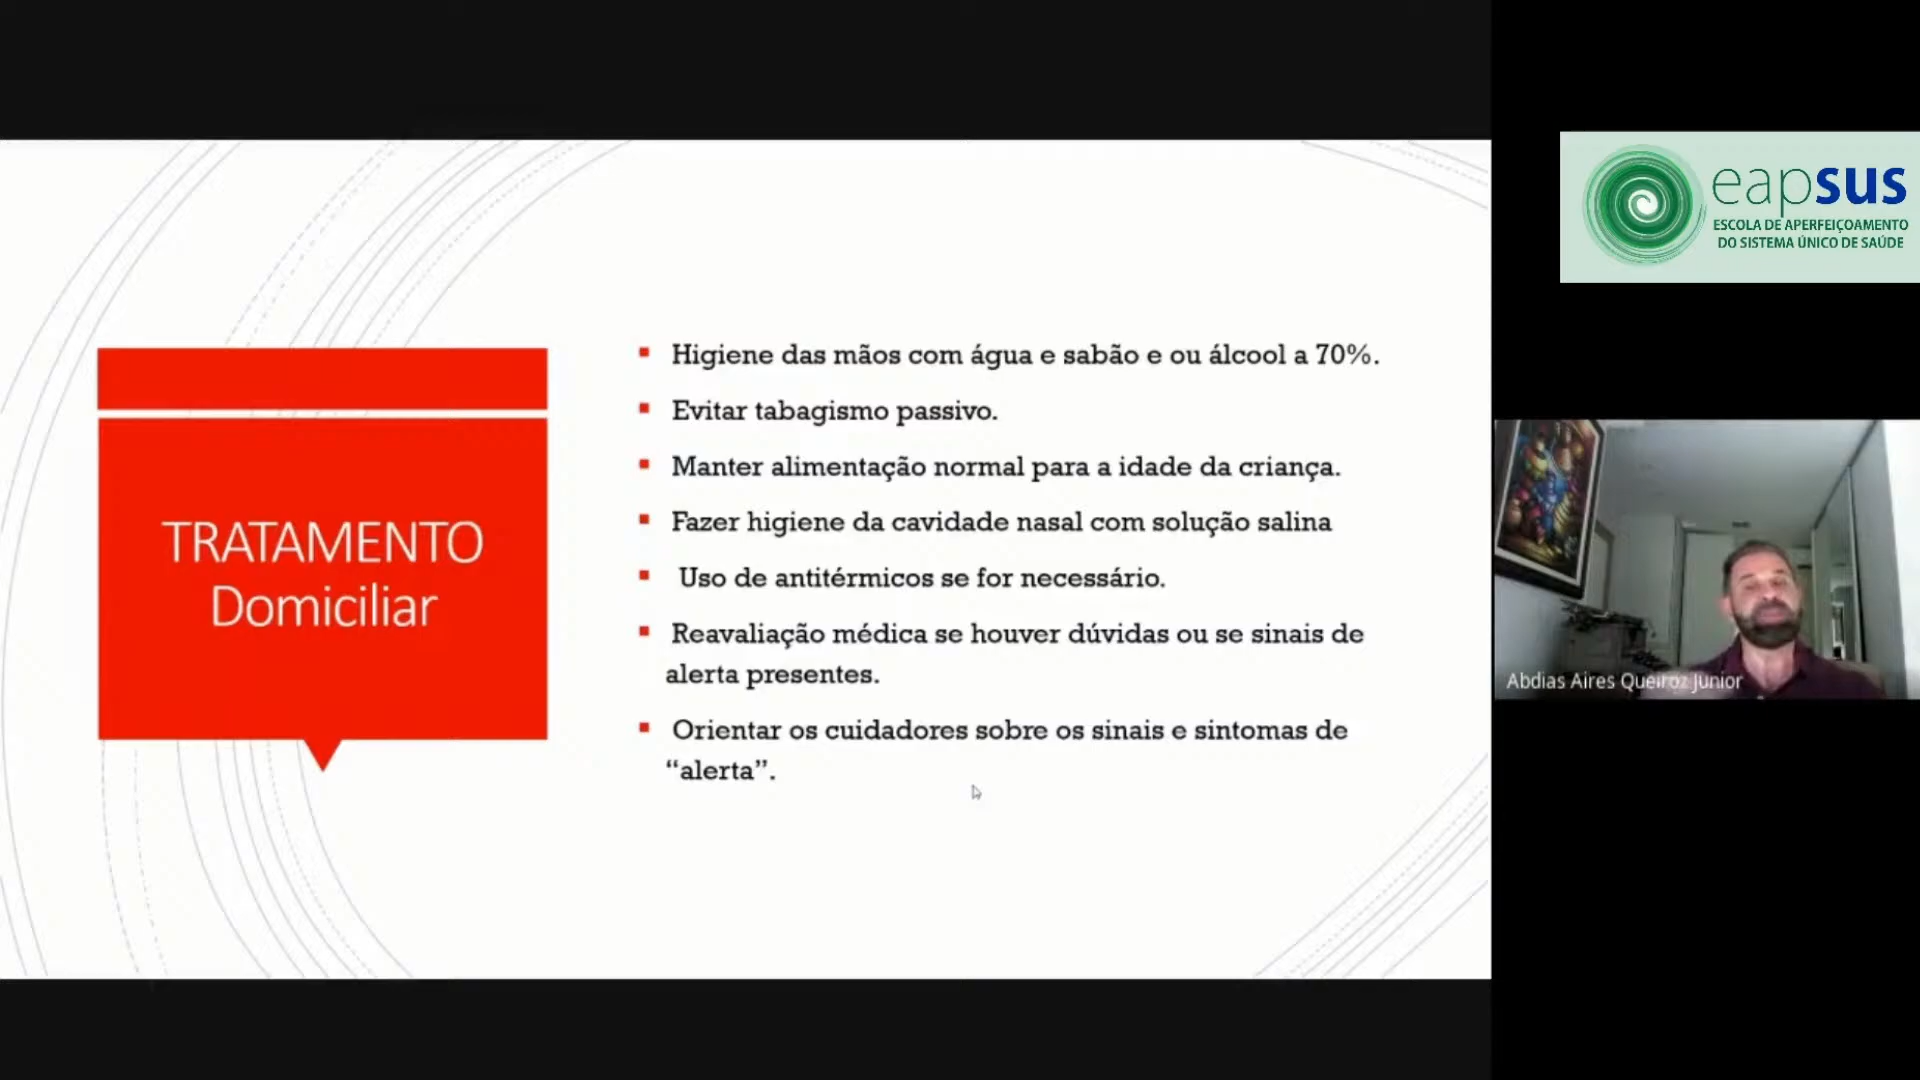 TRATAMENTO
Domiciliar
Higiene das mãos com água e sabão e ou álcool a 70%.
Evitar tabagismo passivo.
Manter alimentação normal para a idade da criança.
Fazer higiene da cavidade nasal com solução salina
Uso de antitérmicos se for necessário.
Reavaliação médica se houver dúvidas ou se sinais de
alerta presentes.
Orientar os cuidadores sobre os sinais e sintomas de
“alerta”.
eapsus
ESCOLA DE APERFEIÇOAMENTO
DO SISTEMA ÚNICO DE SAÚDE
Abdias Aires Queiroz Junior